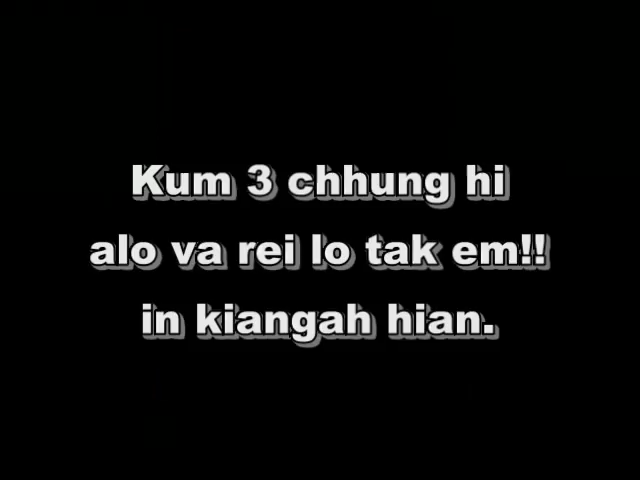 Kum 3 chhung hi
alo va rei lo tak em!!
in kiangah hian.